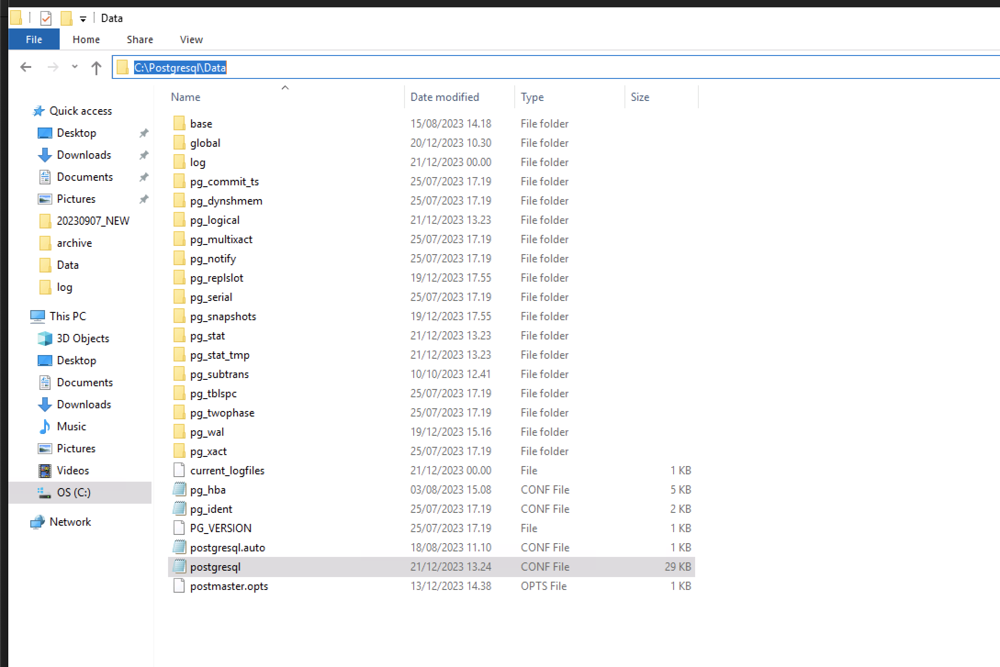 Data
File Home Share View
C:\Postgresql\Data
Name Date modified Type Size
Quick access
Desktop
Downloads
Documents
Pictures
20230907_NEW
archive
Data
log
This PC
3D Objects
Desktop
Documents
Downloads
Music
Pictures
Videos
OS (C:)
Network
base 15/08/2023 14.18 File folder
global 20/12/2023 10.30 File folder
log 21/12/2023 00.00 File folder
pg_commit_ts 25/07/2023 17.19 File folder
pg_dynshmem 25/07/2023 17.19 File folder
pg_logical 21/12/2023 13.23 File folder
pg_multixact 25/07/2023 17.19 File folder
pg_notify 25/07/2023 17.19 File folder
pg_replslot 19/12/2023 17.55 File folder
pg_serial 25/07/2023 17.19 File folder
pg_snapshots 19/12/2023 17.55 File folder
pg_stat 21/12/2023 13.23 File folder
pg_stat_tmp 21/12/2023 13.23 File folder
pg_subtrans 10/10/2023 12.41 File folder
pg_tblspc 25/07/2023 17.19 File folder
pg_twophase 25/07/2023 17.19 File folder
pg_wal 19/12/2023 15.16 File folder
pg_xact 25/07/2023 17.19 File folder
current_logfiles 21/12/2023 00.00 File 1 KB
pg_hba 03/08/2023 15.08 CONF File 5 KB
pg_ident 25/07/2023 17.19 CONF File 2 KB
PG_VERSION 25/07/2023 17.19 File 1 KB
postgresql.auto 18/08/2023 11.10 CONF File 1 KB
postgresql 21/12/2023 13.24 CONF File 29 KB
postmaster.opts 13/12/2023 14.38 OPTS File 1 KB